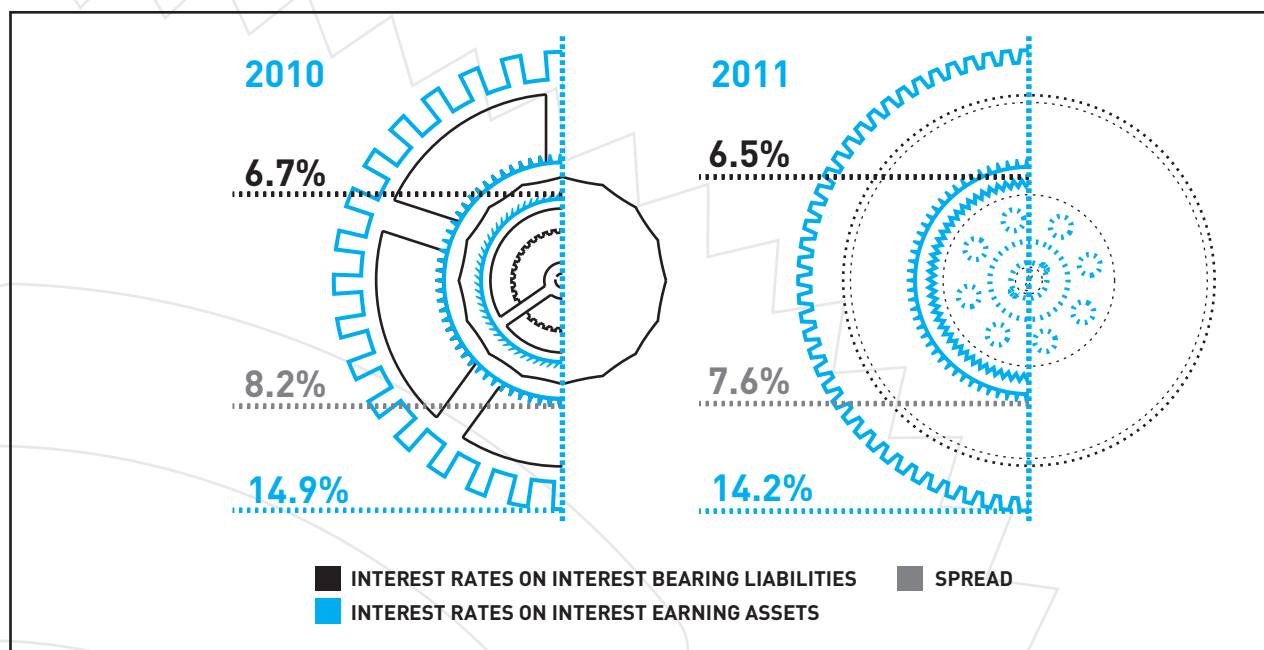 2010
6.7%
8.2%
14.9%
2011
6.5%
7.6%
14.2%
INTEREST RATES ON INTEREST BEARING LIABILITIES
SPREAD
INTEREST RATES ON INTEREST EARNING ASSETS